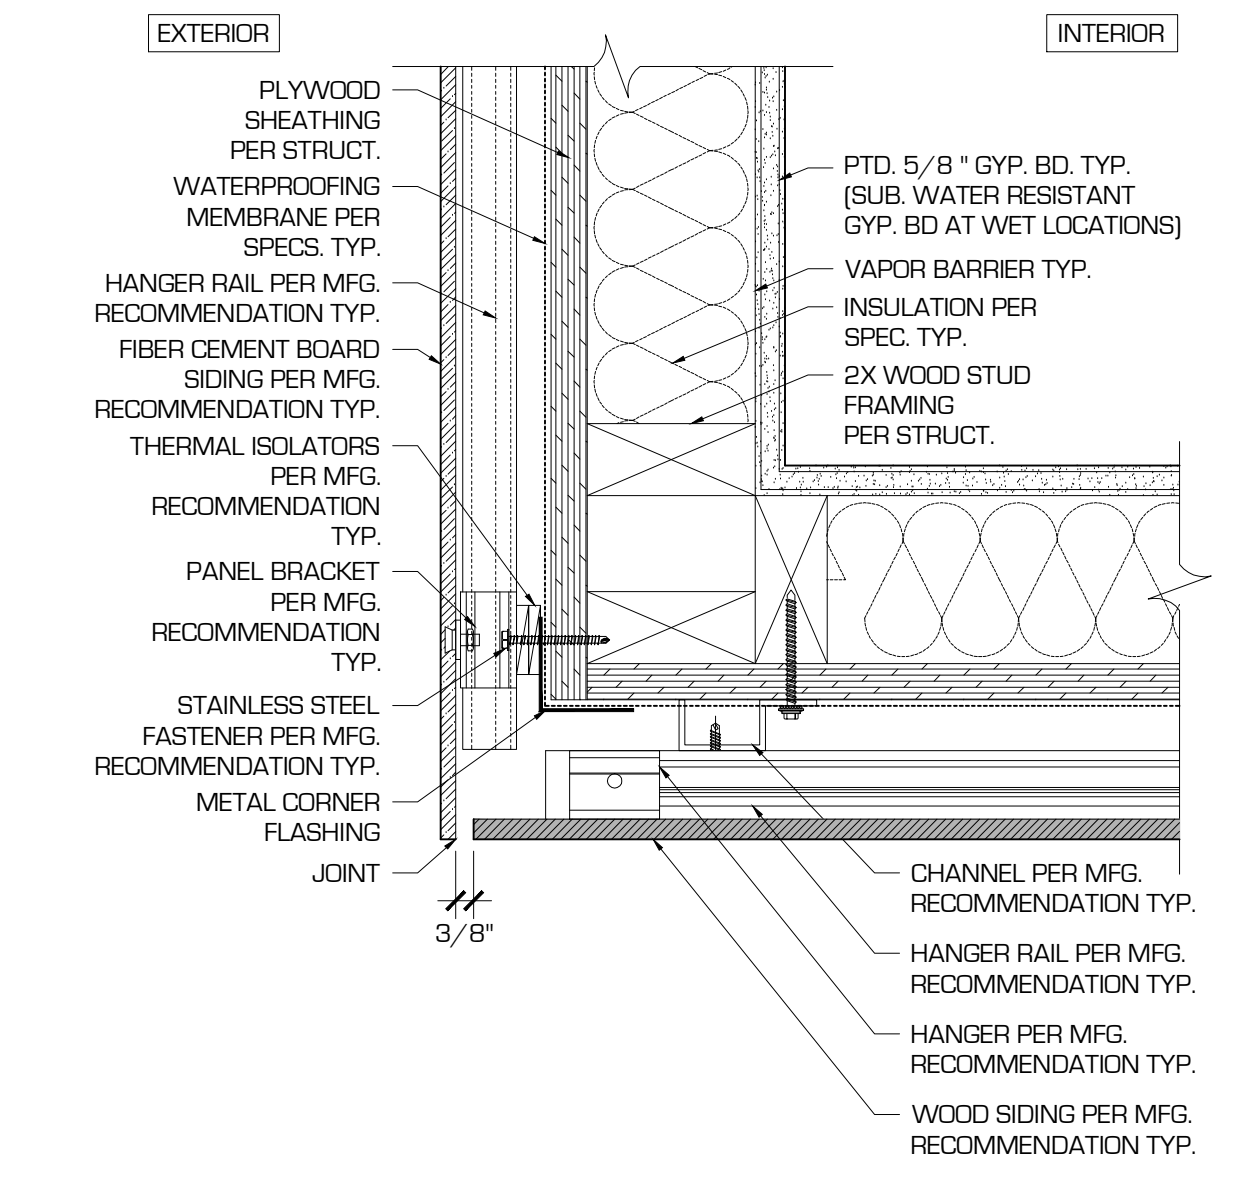 EXTERIOR
INTERIOR
PLYWOOD
SHEATHING
PER STRUCT.
WATERPROOFING
MEMBRANE PER
SPECS. TYP.
HANGER RAIL PER MFG.
RECOMMENDATION TYP.
FIBER CEMENT BOARD
SIDING PER MFG.
RECOMMENDATION TYP.
THERMAL ISOLATORS
PER MFG.
RECOMMENDATION
TYP.
PANEL BRACKET
PER MFG.
RECOMMENDATION
TYP.
STAINLESS STEEL
FASTENER PER MFG.
RECOMMENDATION TYP.
METAL CORNER
FLASHING
JOINT
3/8"
PTD. 5/8 " GYP. BD. TYP.
(SUB. WATER RESISTANT
GYP. BD AT WET LOCATIONS)
VAPOR BARRIER TYP.
INSULATION PER
SPEC. TYP.
2X WOOD STUD
FRAMING
PER STRUCT.
CHANNEL PER MFG.
RECOMMENDATION TYP.
HANGER RAIL PER MFG.
RECOMMENDATION TYP.
HANGER PER MFG.
RECOMMENDATION TYP.
WOOD SIDING PER MFG.
RECOMMENDATION TYP.